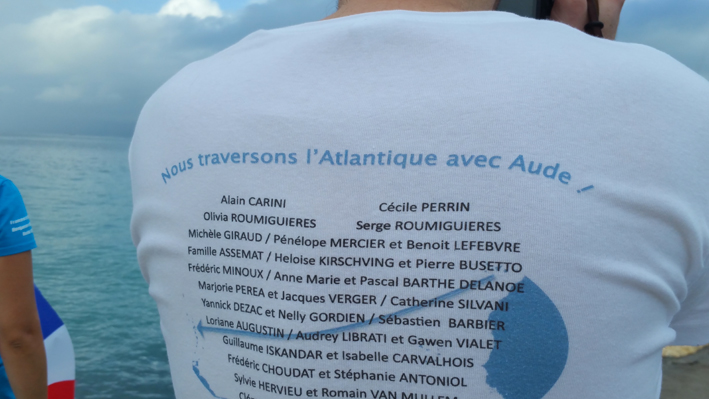 Nous traversons l'Atlantique avec Aude !
Alain CARINI Cécile PERRIN
Olivia ROUMIGUIERES Serge ROUMIGUIERES
Michèle GIRAUD / Pénélope MERCIER et Benoit LEFEBVRE
Famille ASSEMAT / Heloise KIRSCHVING et Pierre BUSETTO
Frédéric MINOUX / Anne Marie et Pascal BARTHE DELANOE
Marjorie PEREA et Jacques VERGER / Catherine SILVANI
Yannick DEZAC et Nelly GORDIEN / Sébastien BARBIER
Loriane AUGUSTIN / Audrey LIBRATI et Gawen VIALET
Guillaume ISKANDAR et Isabelle CARVALHOIS
Frédéric CHOUDAT et Stéphanie ANTONIOL
Sylvie HERVIEU et Romain VAN MULLEM